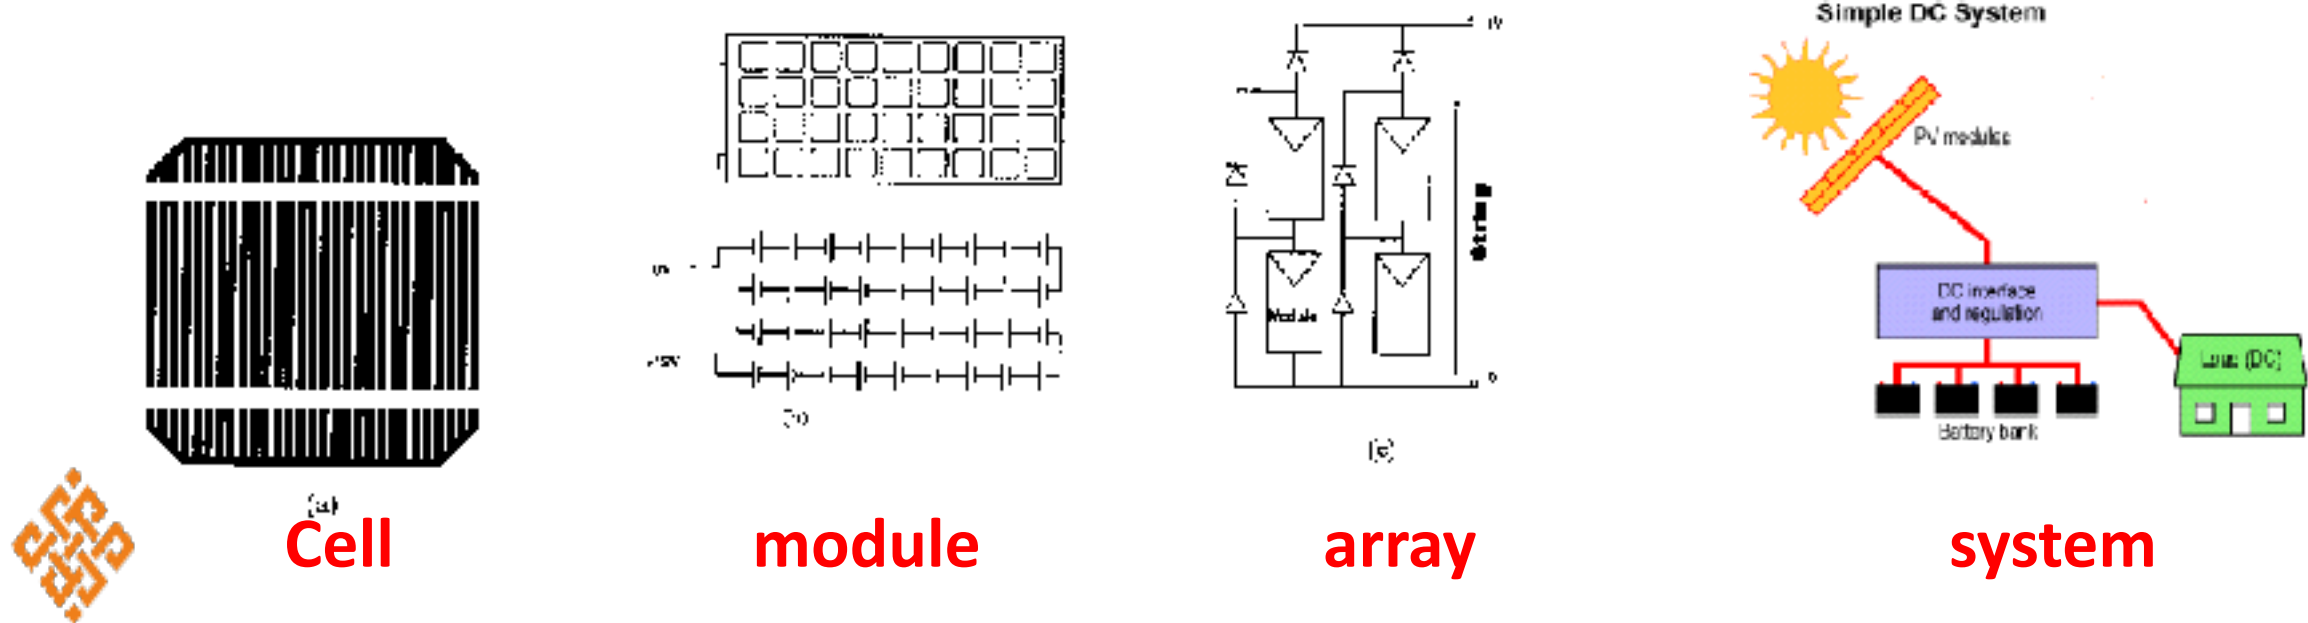 Simple DC System
PV modules
String
DC interface
and regulation
Module
Load (DC)
Battery bank
(a)
(c)
Cell
module
array
system